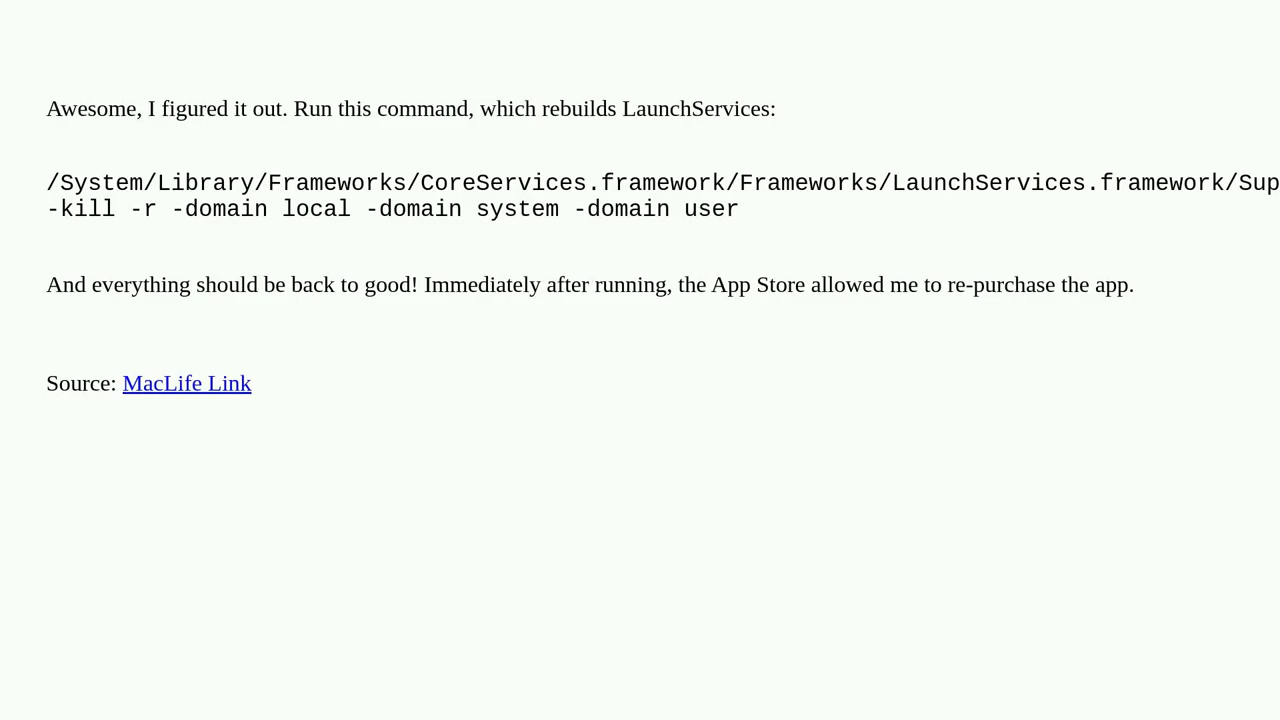 Awesome, I figured it out. Run this command, which rebuilds LaunchServices:
/System/Library/Frameworks/CoreServices.framework/Frameworks/LaunchServices.framework/Sup
-kill -r -domain local -domain system -domain user
And everything should be back to good! Immediately after running, the App Store allowed me to re-purchase the app.
Source: MacLife Link